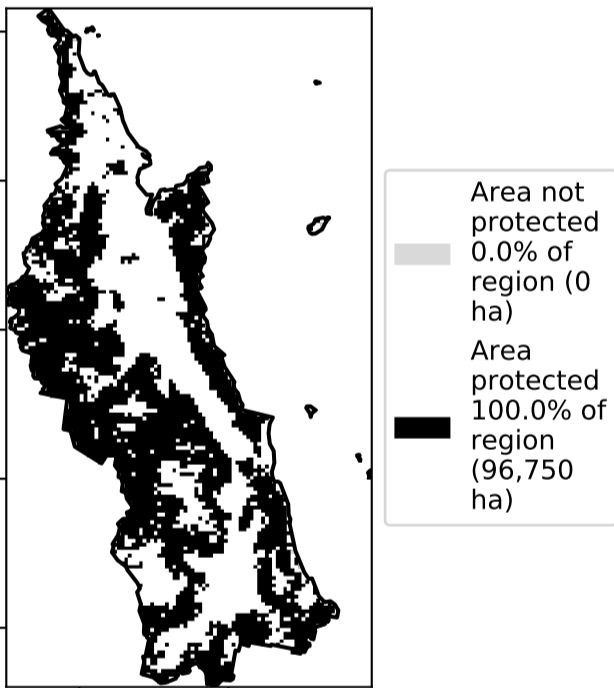 Area not
protected
0.0% of
region (0
ha)
Area
protected
100.0% of
region
(96,750
ha)